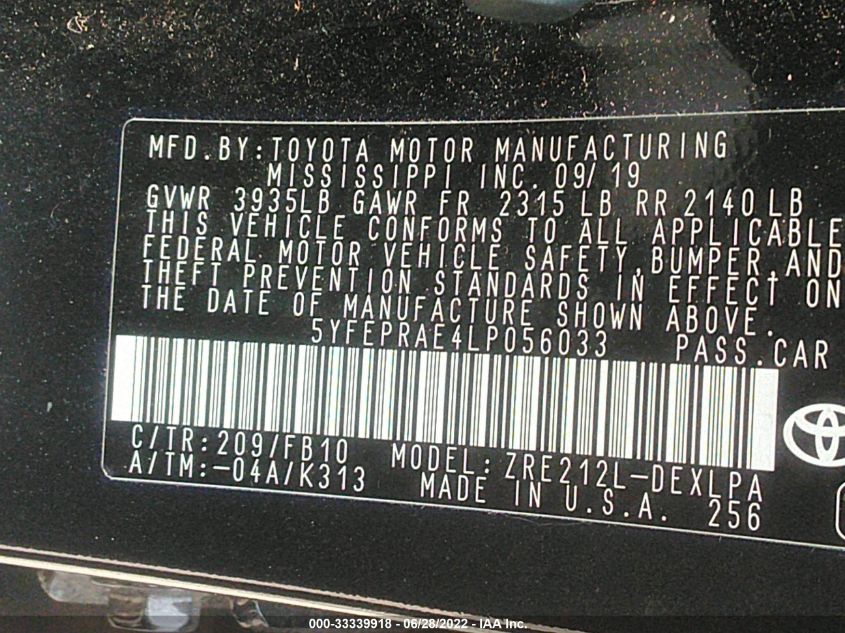 MFD.BY:TOYOTA MOTOR MANUFACTURING
MISSISSIPPI INC. 09/19
GVWR 3935LB GAWR FR 2315 LB RR 2140 LB
THIS VEHICLE CONFORMS TO ALL APPLICABLE
FEDERAL MOTOR VEHICLE SAFETY,BUMPER,AND
THEFT PREVENTION STANDARDS IN EFFECT ON
THE DATE OF MANUFACTURE SHOWN ABOVE.
5YFEPRAE4LP056033 PASS.CAR
C/TR:209/FB10 MODEL:ZRE212L-DEXLPA
A/TM:-04A/K313 MADE IN U.S.A. 256
000-33339918 - 06/28/2022 - IAA Inc.